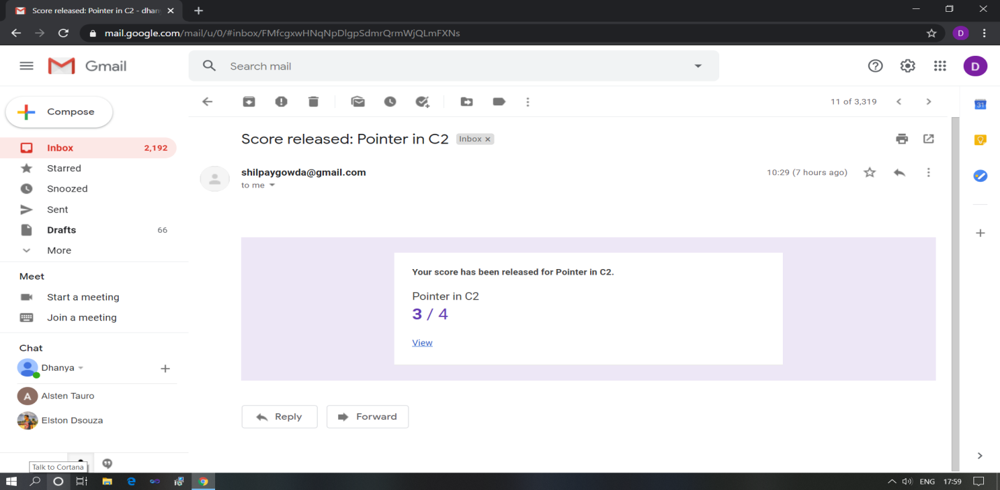 Score released: Pointer in C2 - dhan
mail.google.com/mail/u/0/#inbox/FMfcgxwHNqNpDlgpSdmrQrmWjQLmFXNs
D
Gmail
Search mail
D
Compose
11 of 3,319
31
Inbox 2,192
Starred
Snoozed
Sent
Drafts 66
More
Meet
Start a meeting
Join a meeting
Chat
Dhanya
A Alsten Tauro
Elston Dsouza
Score released: Pointer in C2 Inbox x
shilpaygowda@gmail.com 10:29 (7 hours ago)
to me
Your score has been released for Pointer in C2.
Pointer in C2
3 / 4
View
Reply Forward
Talk to Cortana
ENG 17:59